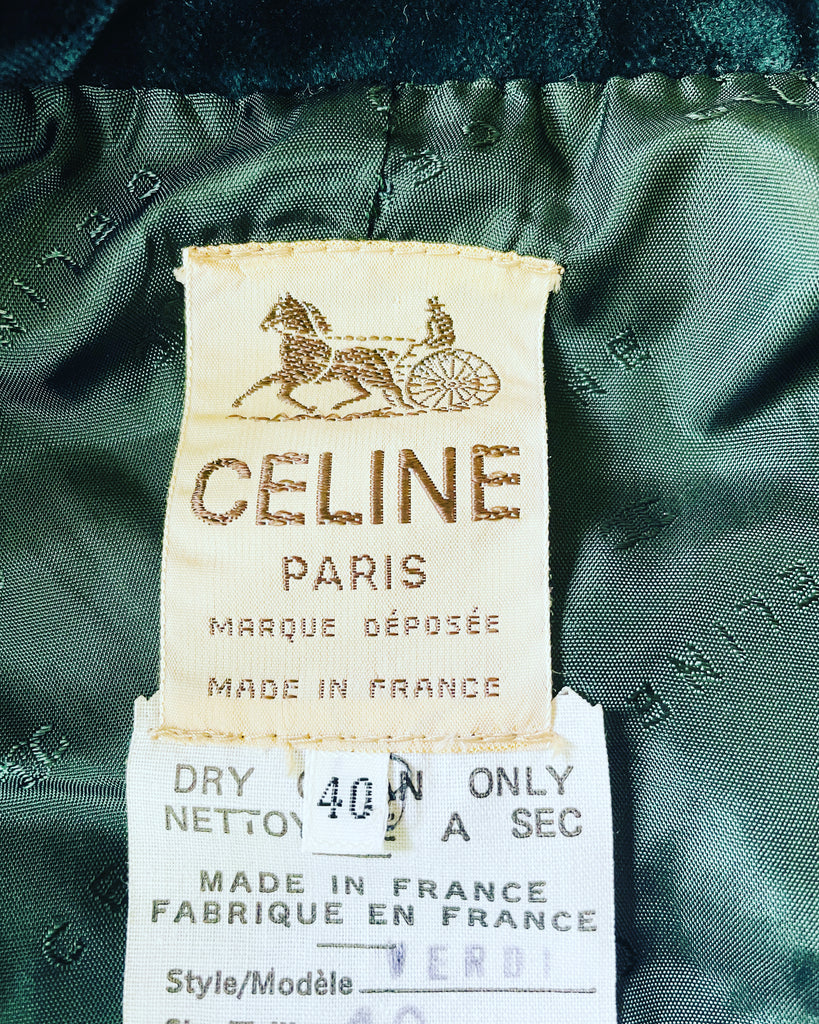 CELINE
PARIS
MARQUE DÉPOSÉE
MADE IN FRANCE
40
DRY ONLY
A SEC
MADE IN FRANCE
FABRIQUE EN FRANCE
Style/Modèle VERDI
40